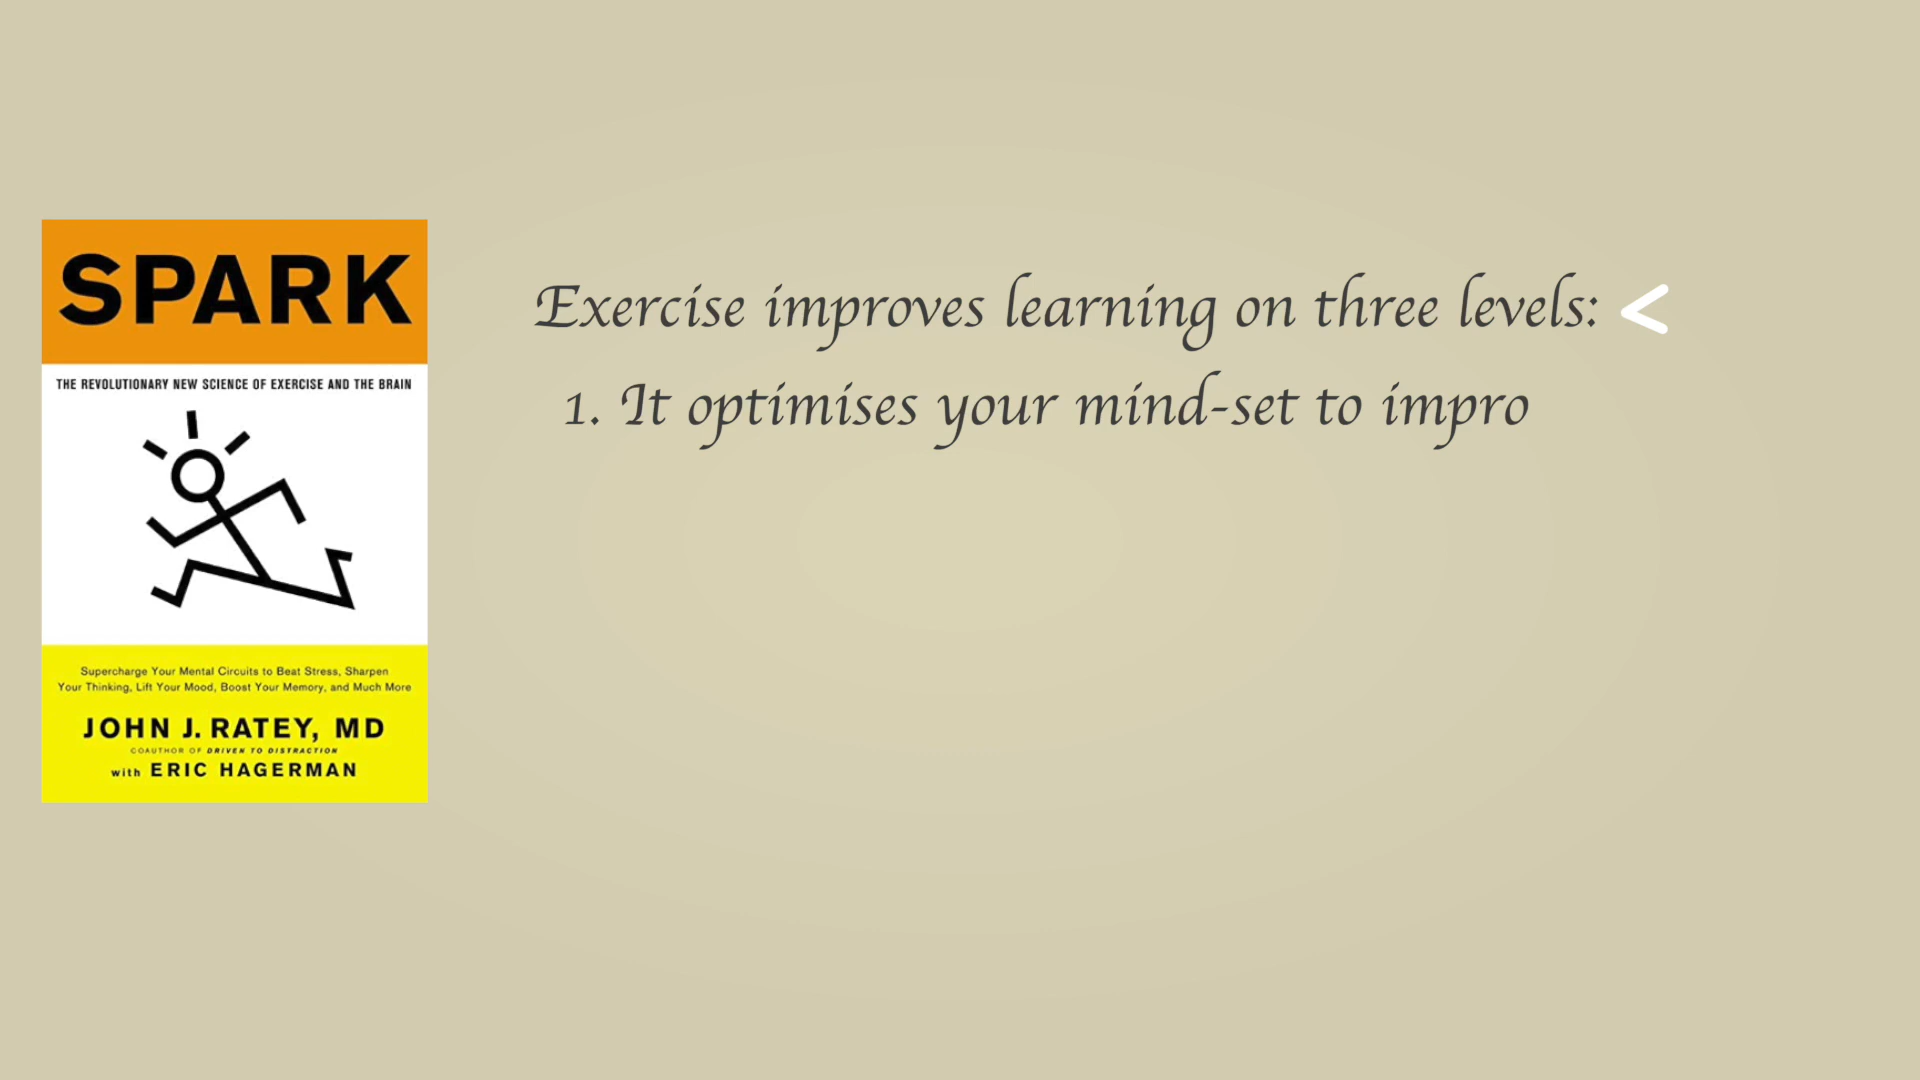 SPARK
THE REVOLUTIONARY NEW SCIENCE OF EXERCISE AND THE BRAIN
Supercharge Your Mental Circuits to Beat Stress, Sharpen
Your Thinking, Lift Your Mood, Boost Your Memory, and Much More
JOHN J. RATEY, MD
COAUTHOR OF DRIVEN TO DISTRACTION
with ERIC HAGERMAN
Exercise improves learning on three levels: <
1. It optimises your mind-set to impro